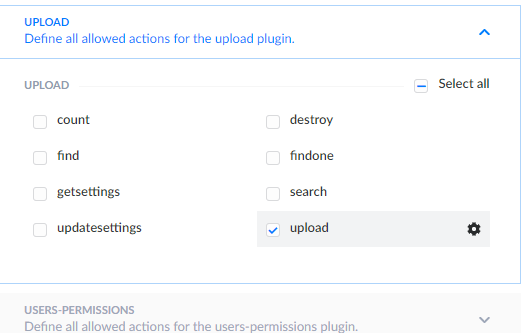 UPLOAD
Define all allowed actions for the upload plugin.
UPLOAD
Select all
count
destroy
find
findone
getsettings
search
updatesettings
upload
USERS-PERMISSIONS
Define all allowed actions for the users-permissions plugin.